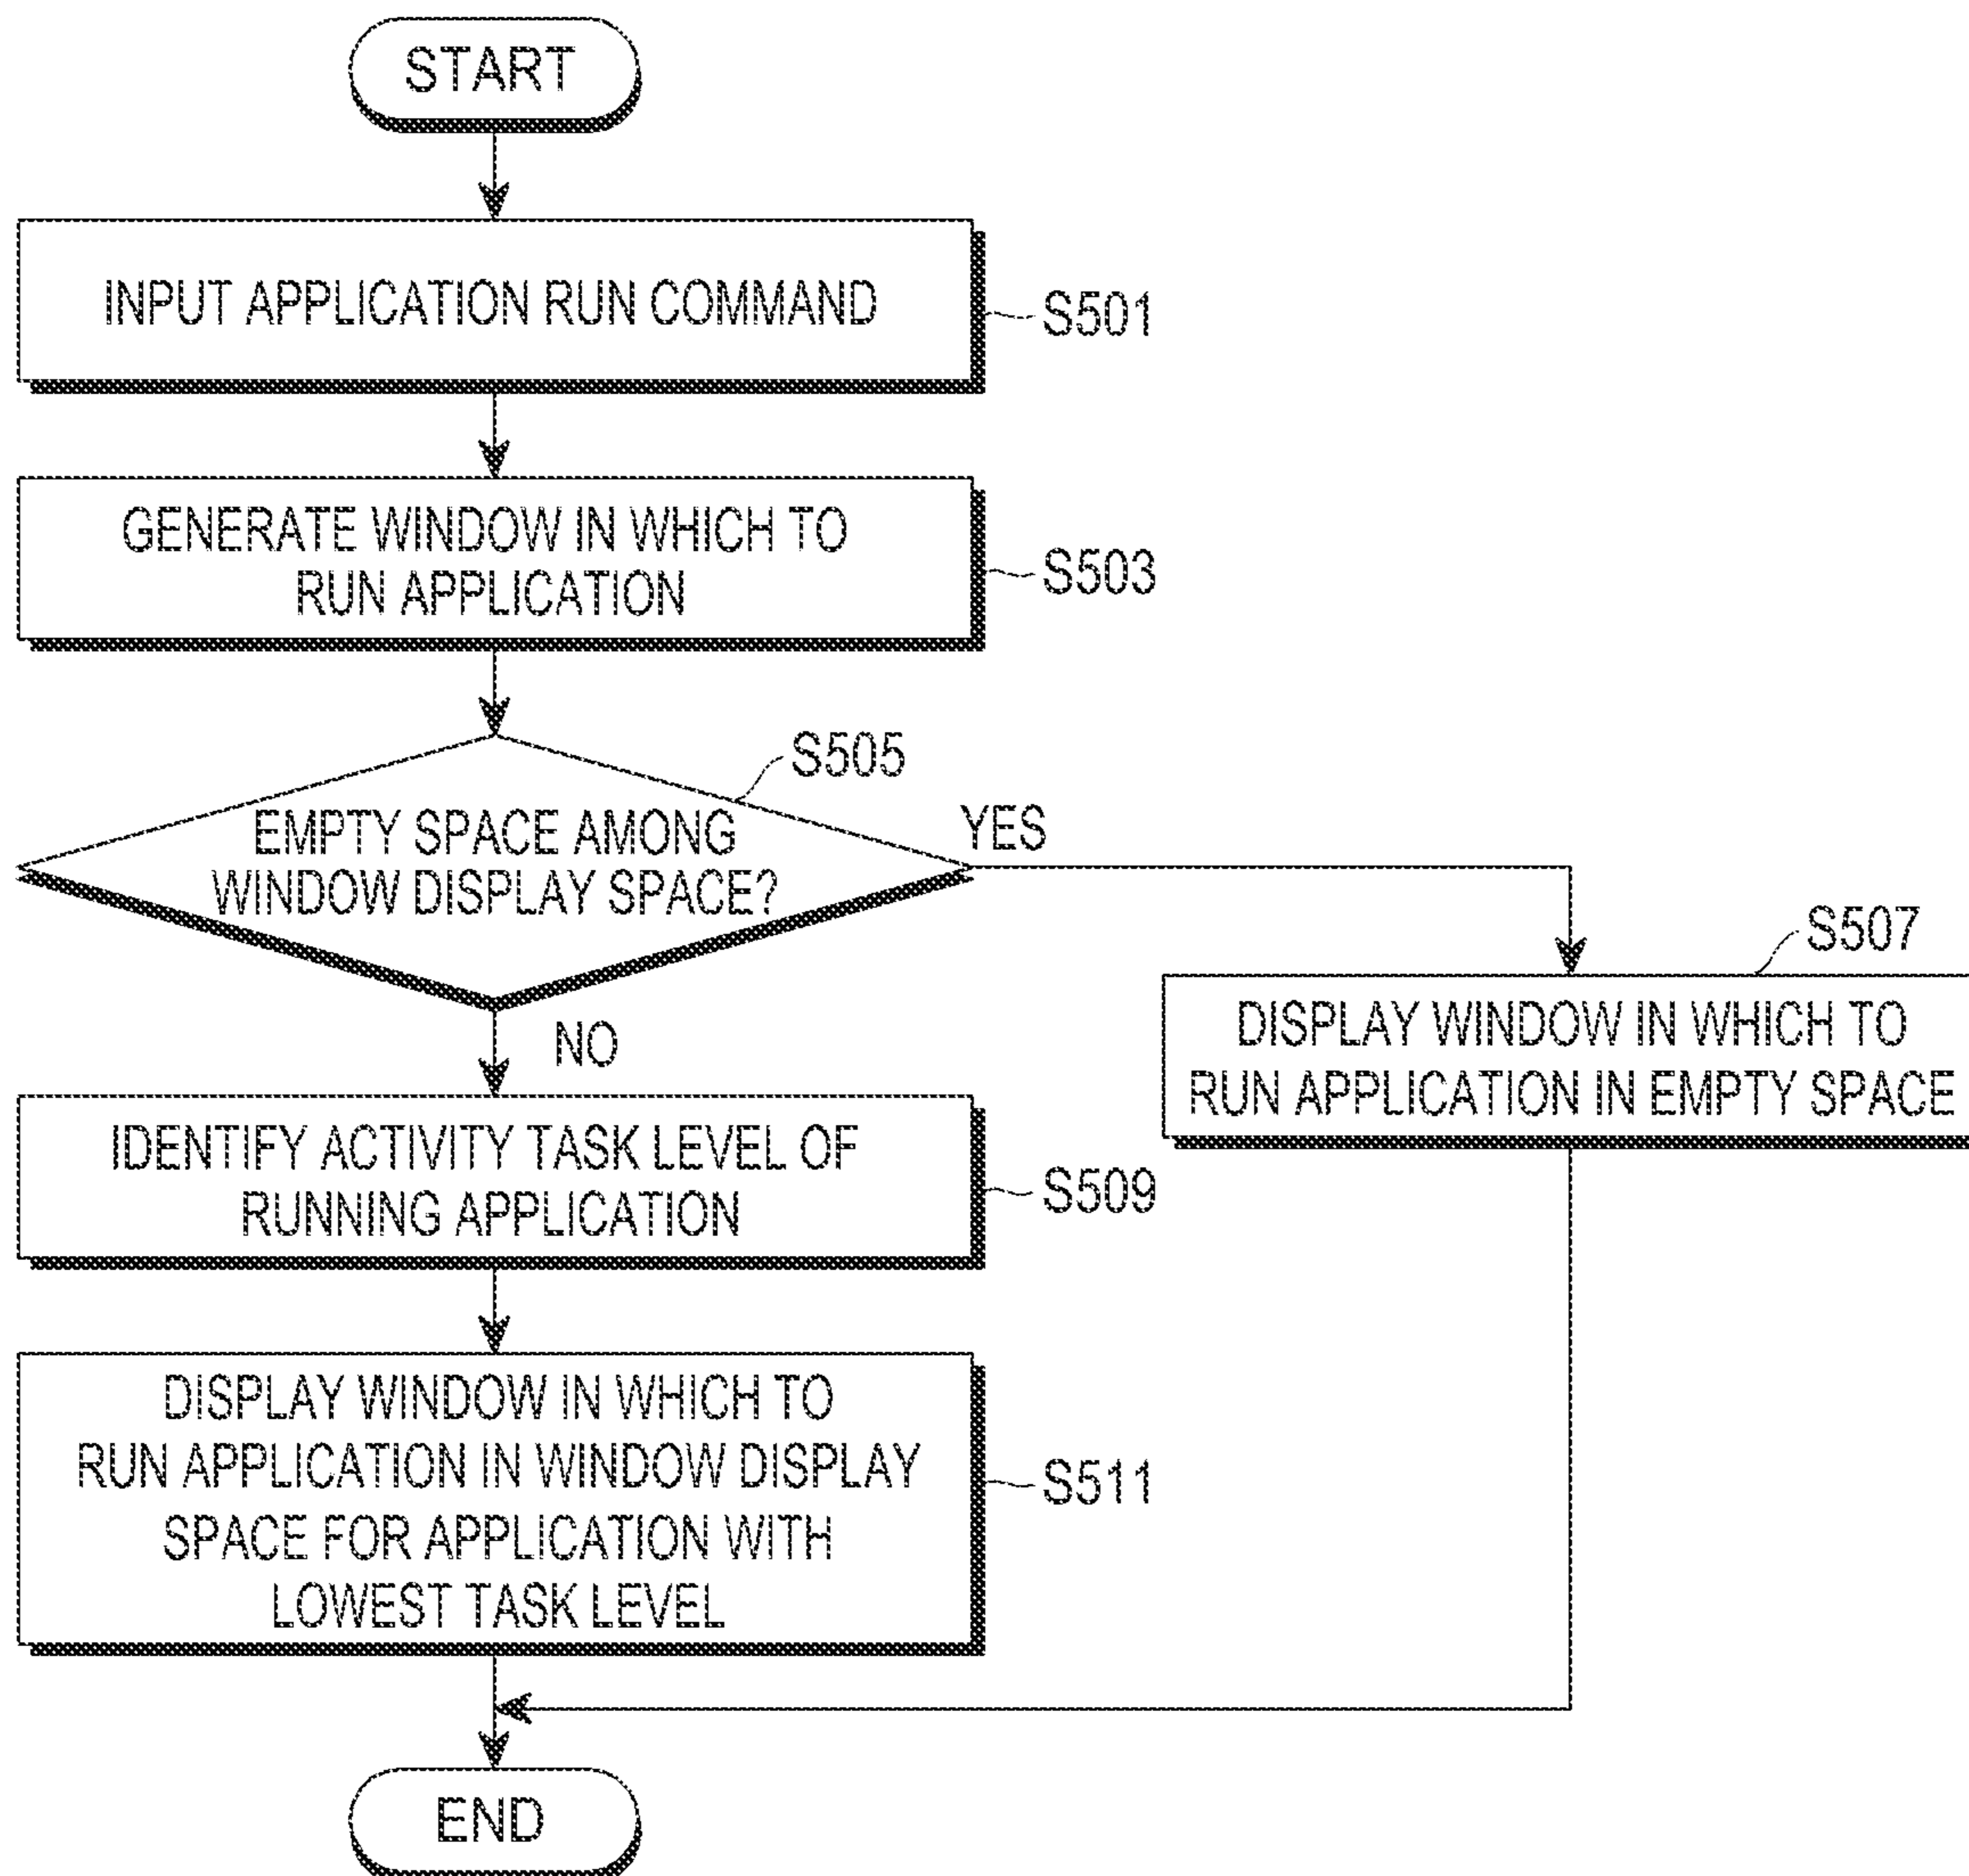 START
INPUT APPLICATION RUN COMMAND
S501
GENERATE WINDOW IN WHICH TO
RUN APPLICATION
S503
S505
EMPTY SPACE AMONG
WINDOW DISPLAY SPACE?
YES
NO
S507
DISPLAY WINDOW IN WHICH TO
RUN APPLICATION IN EMPTY SPACE
IDENTIFY ACTIVITY TASK LEVEL OF
RUNNING APPLICATION
S509
DISPLAY WINDOW IN WHICH TO
RUN APPLICATION IN WINDOW DISPLAY
SPACE FOR APPLICATION WITH
LOWEST TASK LEVEL
S511
END